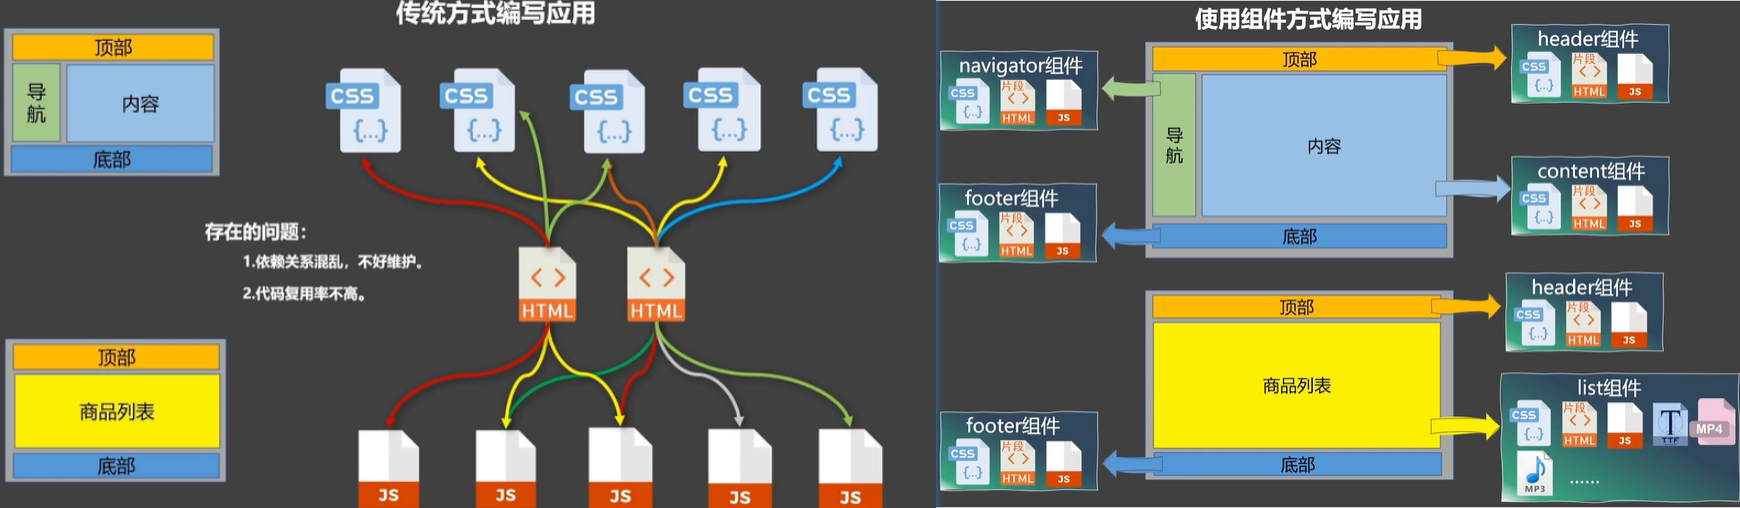 传统方式编写应用
顶部
导航
内容
底部
CSS
{...}
CSS
{...}
CSS
{...}
CSS
{...}
CSS
{...}
存在的问题：
1.依赖关系混乱，不好维护。
2.代码复用率不高。
< >
HTML
< >
HTML
顶部
商品列表
底部
JS
JS
JS
JS
JS
使用组件方式编写应用
navigator组件
CSS
{...}
片段
< >
HTML
JS
footer组件
CSS
{...}
片段
< >
HTML
JS
顶部
导航
内容
底部
header组件
CSS
{...}
片段
< >
HTML
JS
content组件
CSS
{...}
片段
< >
HTML
JS
顶部
商品列表
底部
header组件
CSS
{...}
片段
< >
HTML
JS
footer组件
CSS
{...}
片段
< >
HTML
JS
list组件
CSS
{...}
片段
< >
HTML
JS
T
TTF
MP4
MP3
......